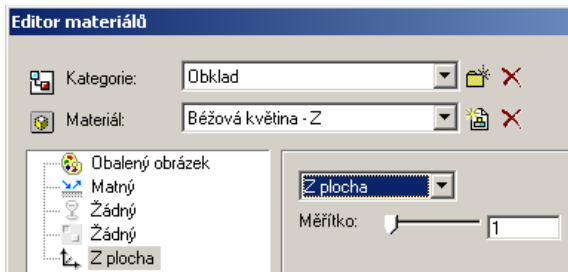 Editor materiálů
Kategorie: Obklad
Materiál: Béžová květina - Z
Obalený obrázek
Matný
Žádný
Žádný
Z plocha
Z plocha
Měřítko: 1